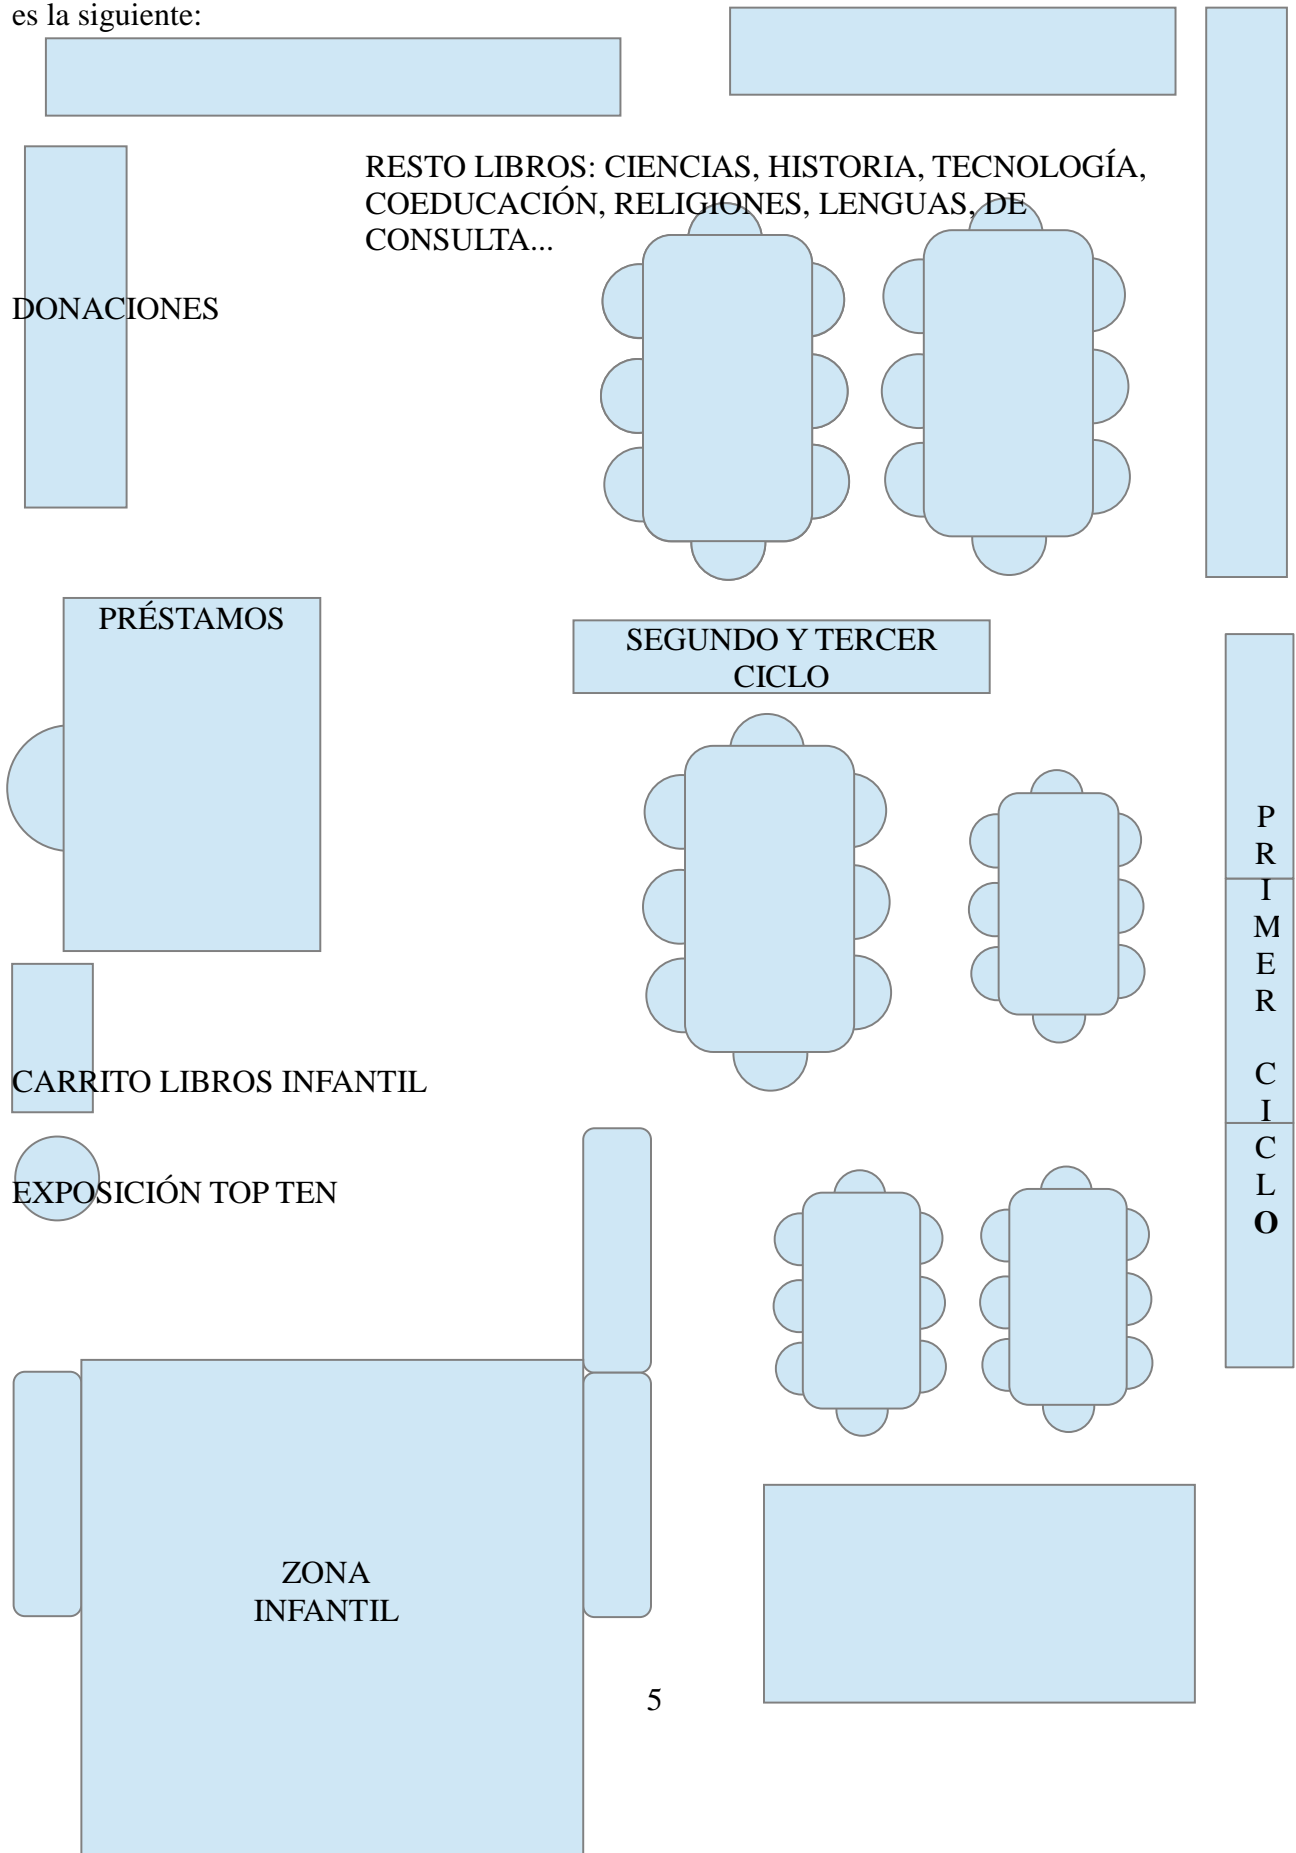 es la siguiente:
RESTO LIBROS: CIENCIAS, HISTORIA, TECNOLOGÍA,
COEDUCACIÓN, RELIGIONES, LENGUAS, DE
CONSULTA...
DONACIONES
PRÉSTAMOS
SEGUNDO Y TERCER
CICLO
P
R
I
M
E
R
C
I
C
L
O
CARRITO LIBROS INFANTIL
EXPOSICIÓN TOP TEN
ZONA
INFANTIL
5